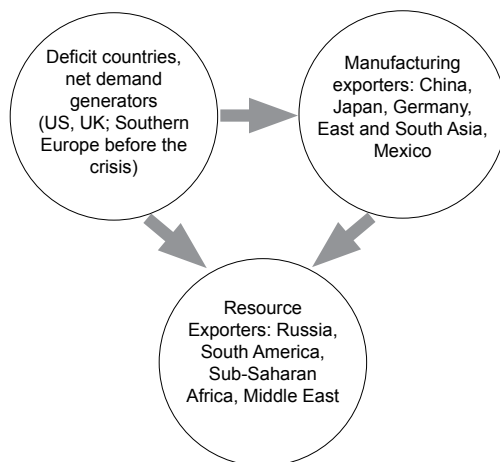 Deficit countries,
net demand
generators
(US, UK; Southern
Europe before the
crisis)
Manufacturing
exporters: China,
Japan, Germany,
East and South Asia,
Mexico
Resource
Exporters: Russia,
South America,
Sub-Saharan
Africa, Middle East